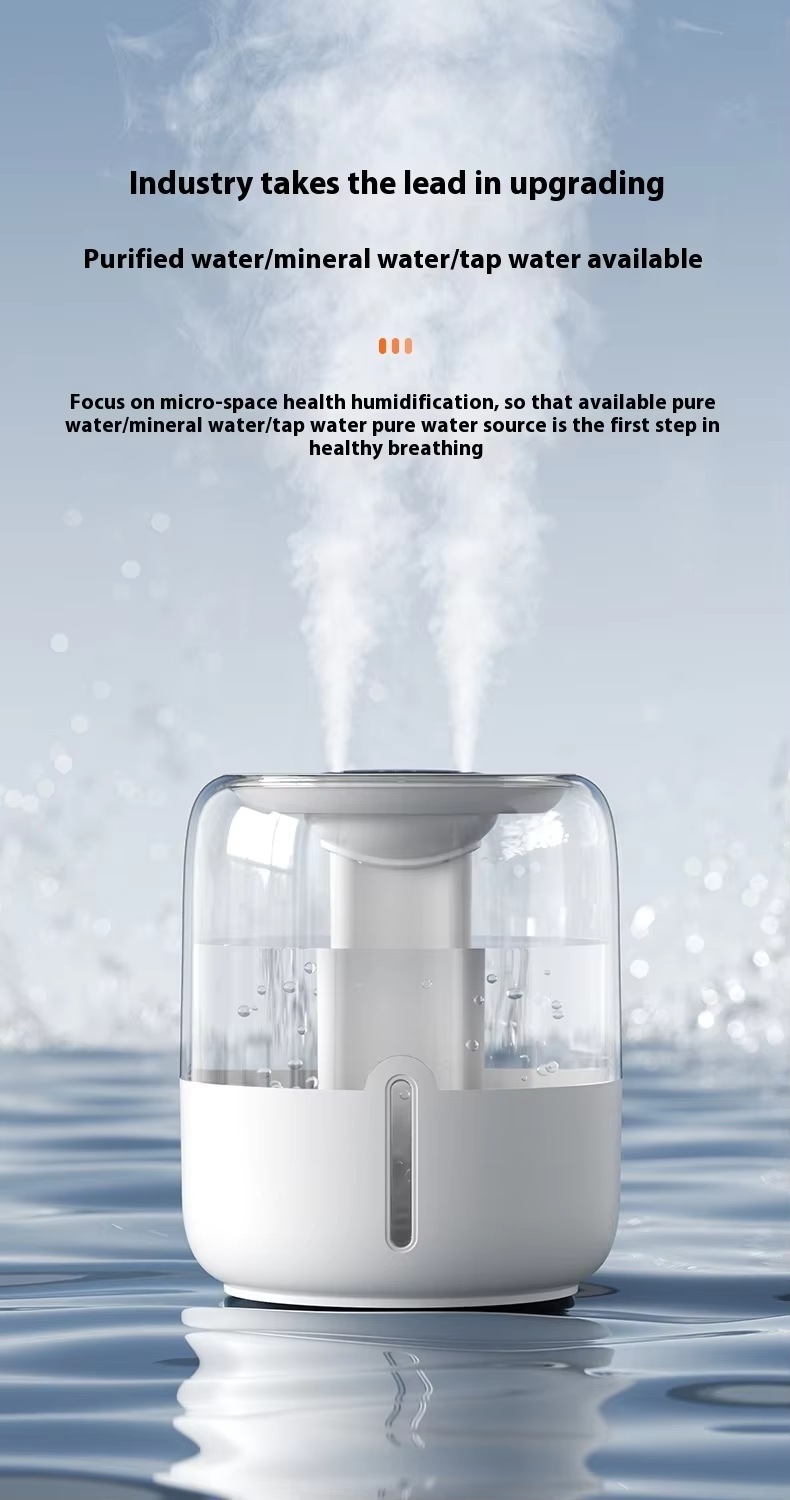 Industry takes the lead in upgrading
Purified water/mineral water/tap water available
Focus on micro-space health humidification, so that available pure
water/mineral water/tap water pure water source is the first step in
healthy breathing